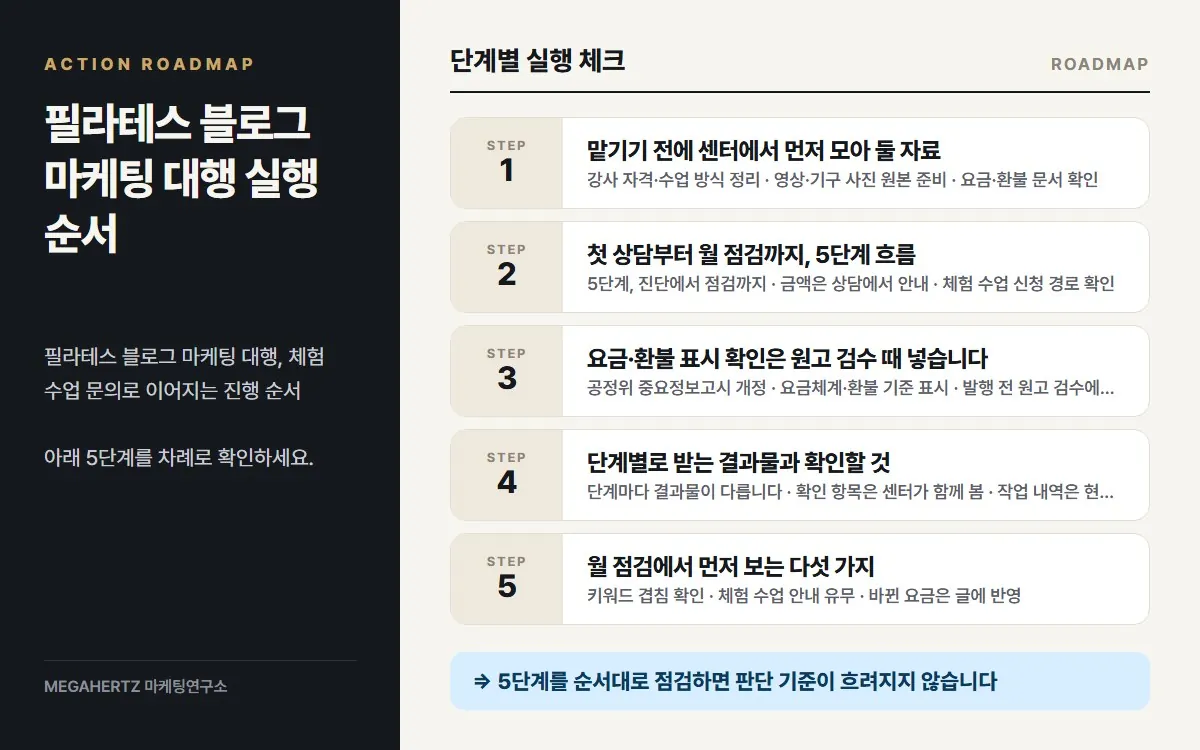 ACTION ROADMAP
필라테스 블로그
마케팅 대행 실행
순서
필라테스 블로그 마케팅 대행, 체험
수업 문의로 이어지는 진행 순서
아래 5단계를 차례로 확인하세요.
MEGAHERTZ 마케팅연구소
단계별 실행 체크
ROADMAP
STEP
1
맡기기 전에 센터에서 먼저 모아 둘 자료
강사 자격·수업 방식 정리 · 영상·기구 사진 원본 준비 · 요금·환불 문서 확인
STEP
2
첫 상담부터 월 점검까지, 5단계 흐름
5단계, 진단에서 점검까지 · 금액은 상담에서 안내 · 체험 수업 신청 경로 확인
STEP
3
요금·환불 표시 확인은 원고 검수 때 넣습니다
공정위 중요정보고시 개정 · 요금체계·환불 기준 표시 · 발행 전 원고 검수에...
STEP
4
단계별로 받는 결과물과 확인할 것
단계마다 결과물이 다릅니다 · 확인 항목은 센터가 함께 봄 · 작업 내역은 현...
STEP
5
월 점검에서 먼저 보는 다섯 가지
키워드 겹침 확인 · 체험 수업 안내 유무 · 바뀐 요금은 글에 반영
→ 5단계를 순서대로 점검하면 판단 기준이 흐려지지 않습니다